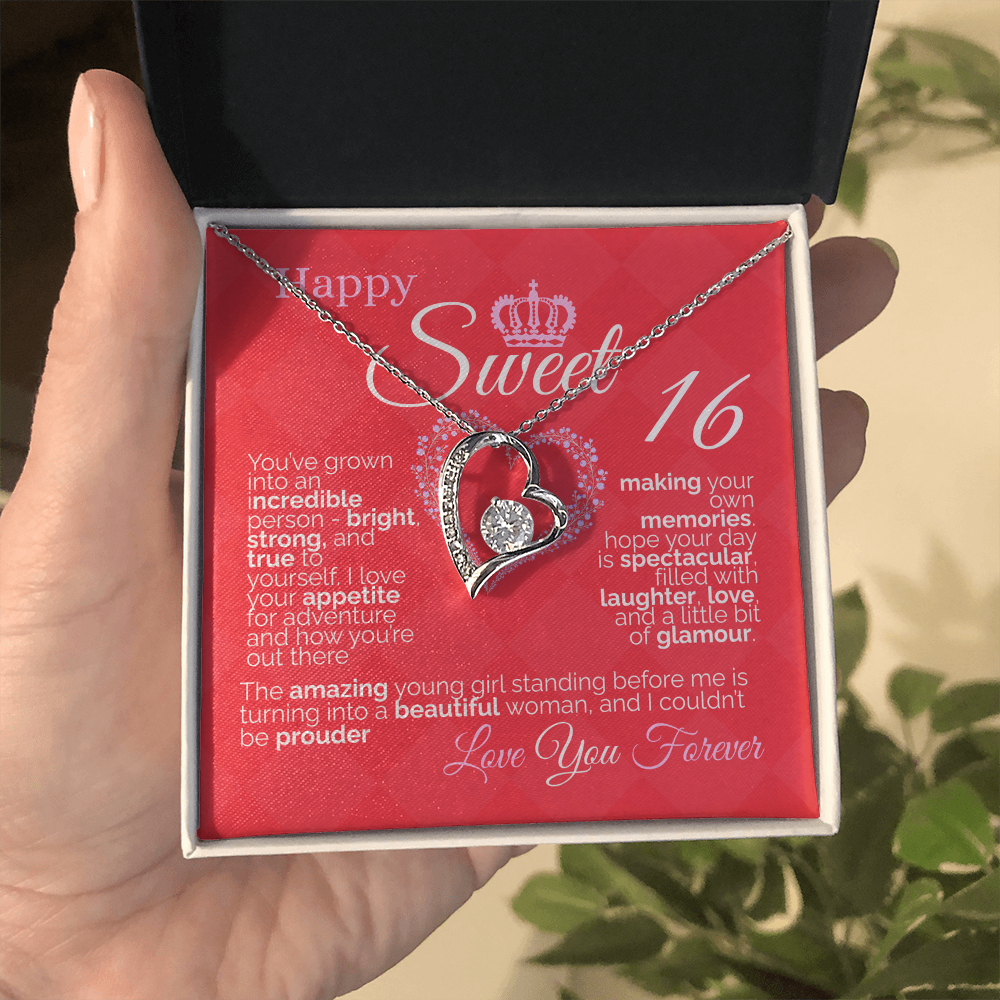 Happy
Sweet
16
You've grown
into an
incredible
person - bright,
strong, and
true to
yourself, I love
your appetite
for adventure
and how you're
out there
making your
own
memories.
hope your day
is spectacular,
filled with
laughter, love,
and a little bit
of glamour.
The amazing young girl standing before me is
turning into a beautiful woman, and I couldn't
be prouder
Love You Forever